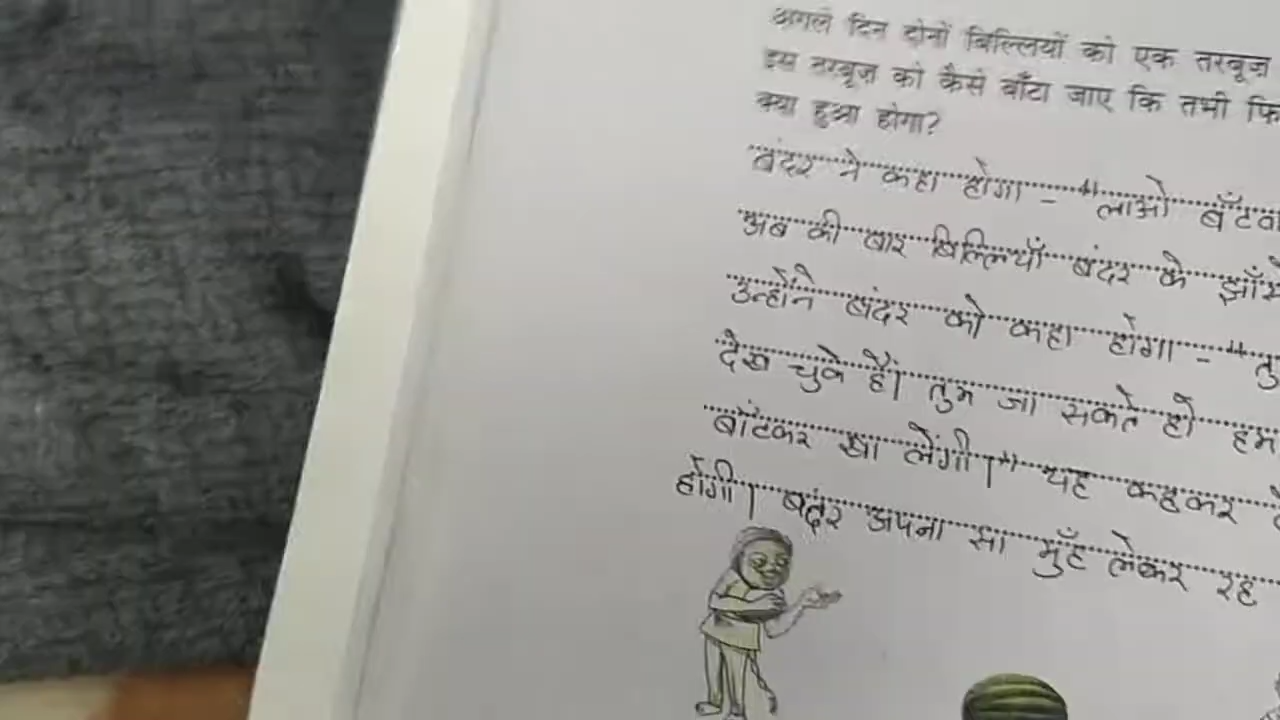 अगले दिन दोनों बिल्लियों को एक तरबूज़
इस तरबूज़ को कैसे बाँटा जाए कि तभी फि
क्या हुआ होगा?
बंदर ने कहा होगा - "लाओ बँटवा
अब की बार बिल्लियाँ बंदर के झाँसे
उन्होंने बंदर को कहा होगा - "तु
देख चुके हैं। तुम जा सकते हो हम
बाँटकर खा लेंगी।" यह कहकर
होगी। बदंर अपना सा मुँह लेकर रह